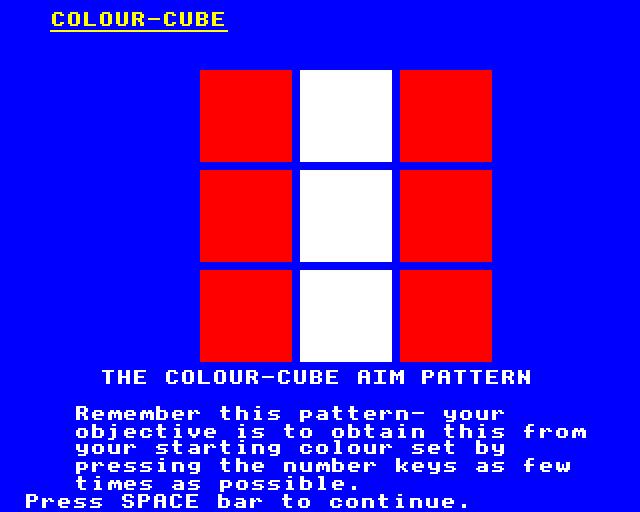 COLOUR-CUBE
THE COLOUR-CUBE AIM PATTERN
Remember this pattern- your
objective is to obtain this from
your starting colour set by
pressing the number keys as few
times as possible.
Press SPACE bar to continue.